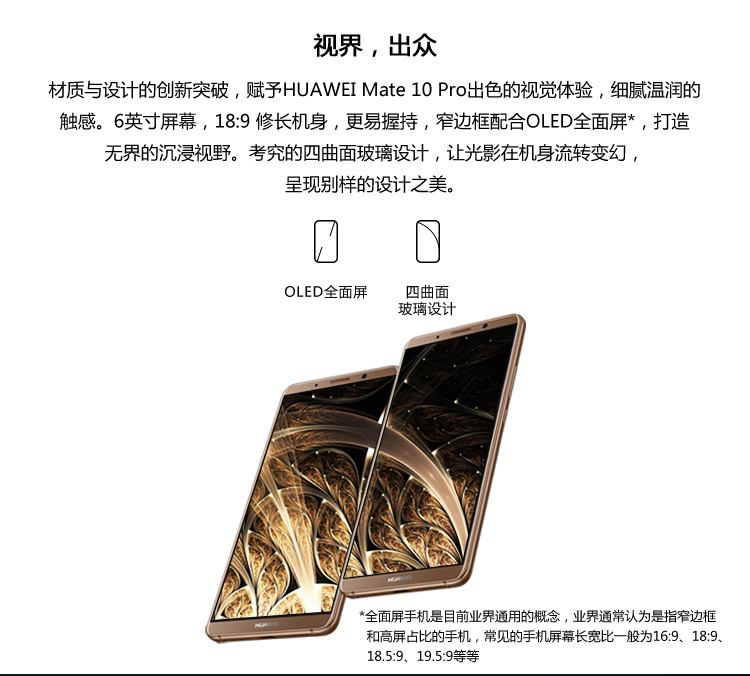 视界，出众
材质与设计的创新突破，赋予HUAWEI Mate 10 Pro出色的视觉体验，细腻温润的
触感。6英寸屏幕，18:9 修长机身，更易握持，窄边框配合OLED全面屏*，打造
无界的沉浸视野。考究的四曲面玻璃设计，让光影在机身流转变幻，
呈现别样的设计之美。
OLED全面屏
四曲面
玻璃设计
HUAWEI
HUAWEI
*全面屏手机是目前业界通用的概念，业界通常认为是指窄边框
和高屏占比的手机，常见的手机屏幕长宽比一般为16:9、18:9、
18.5:9、19.5:9等等